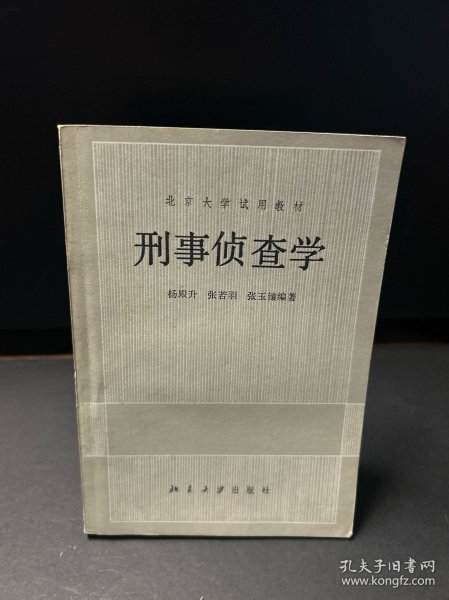 北京大学试用教材
刑事侦查学
杨殿升 张若羽 张玉镶编著
北京大学出版社
孔夫子旧书网
www.kongfz.com